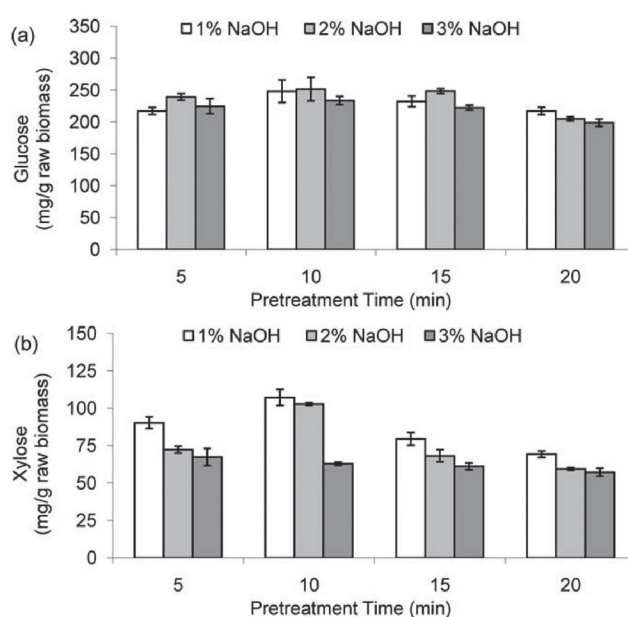 (a)
1% NaOH 2% NaOH 3% NaOH
350
300
250
200
150
100
50
0
Glucose
(mg/g raw biomass)
5 10 15 20
Pretreatment Time (min)
(b)
1% NaOH 2% NaOH 3% NaOH
150
125
100
75
50
25
0
Xylose
(mg/g raw biomass)
5 10 15 20
Pretreatment Time (min)